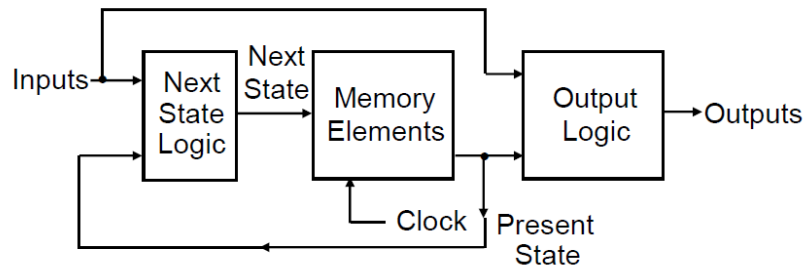 Inputs
Next
State
Logic
Next
State
Memory
Elements
Output
Logic
Outputs
Clock
Present
State